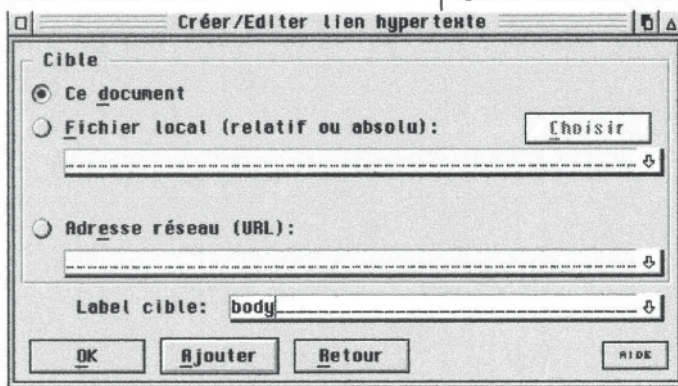 Créer/Editer lien hypertexte
Cible
Ce document
Fichier local (relatif ou absolu):
Choisir
Adresse réseau (URL):
Label cible: body
OK Ajouter Retour AIDE